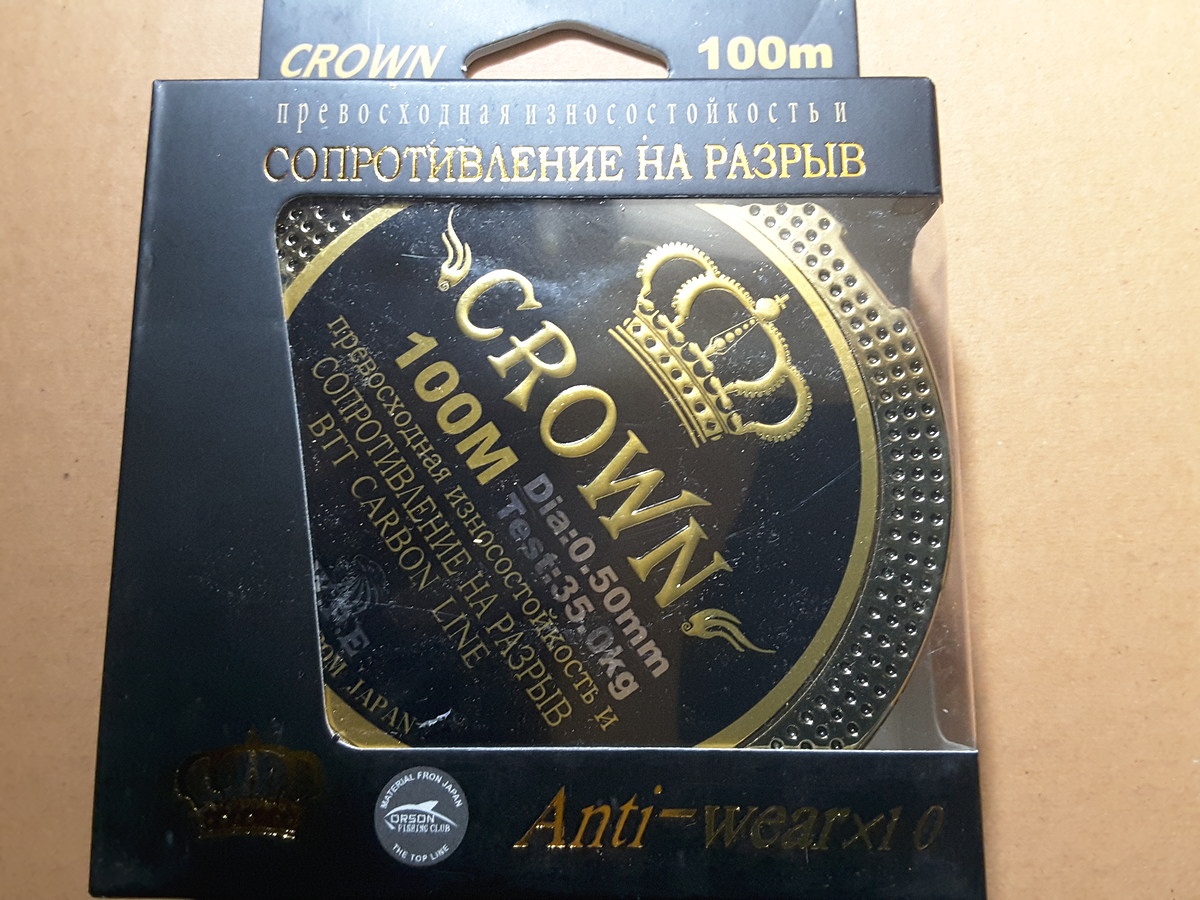 CROWN
100m
превосходная износостойкость и
СОПРОТИВЛЕНИЕ НА РАЗРЫВ
CROWN
100M
Dia:0.50mm
Test:35.0kg
превосходная износостойкость и
СОПРОТИВЛЕНИЕ НА РАЗРЫВ
BTT CARBON LINE
JAPAN
MATERIAL FRON JAPAN
ORSON
FISHING CLUB
THE TOP LINE
Anti-wearx10